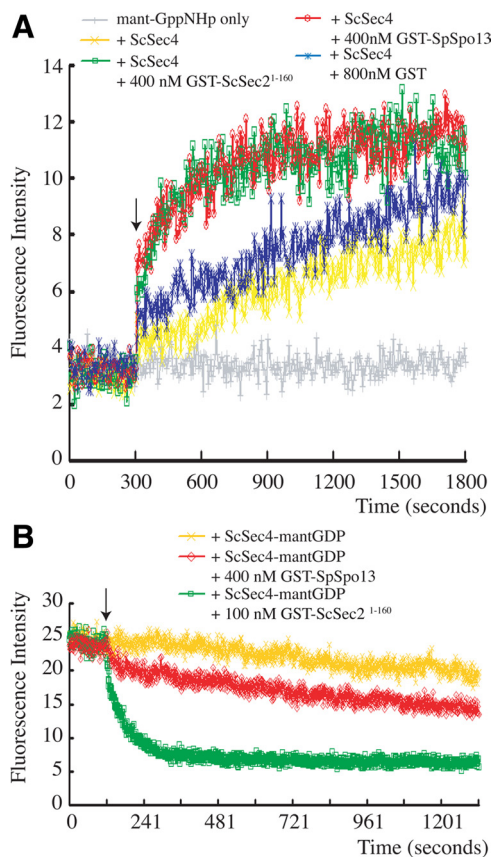 A
mant-GppNHp only
+ ScSec4
+ ScSec4
+ 400 nM GST-ScSec2¹⁻¹⁶⁰
+ ScSec4
+ 400nM GST-SpSpo13
+ ScSec4
+ 800nM GST
Fluorescence Intensity
14
12
10
8
6
4
2
0
0 300 600 900 1200 1500 1800
Time (seconds)
B
+ ScSec4-mantGDP
+ ScSec4-mantGDP
+ 400 nM GST-SpSpo13
+ ScSec4-mantGDP
+ 100 nM GST-ScSec2 ¹⁻¹⁶⁰
Fluorescence Intensity
30
25
20
15
10
5
0
0 241 481 721 961 1201
Time (seconds)